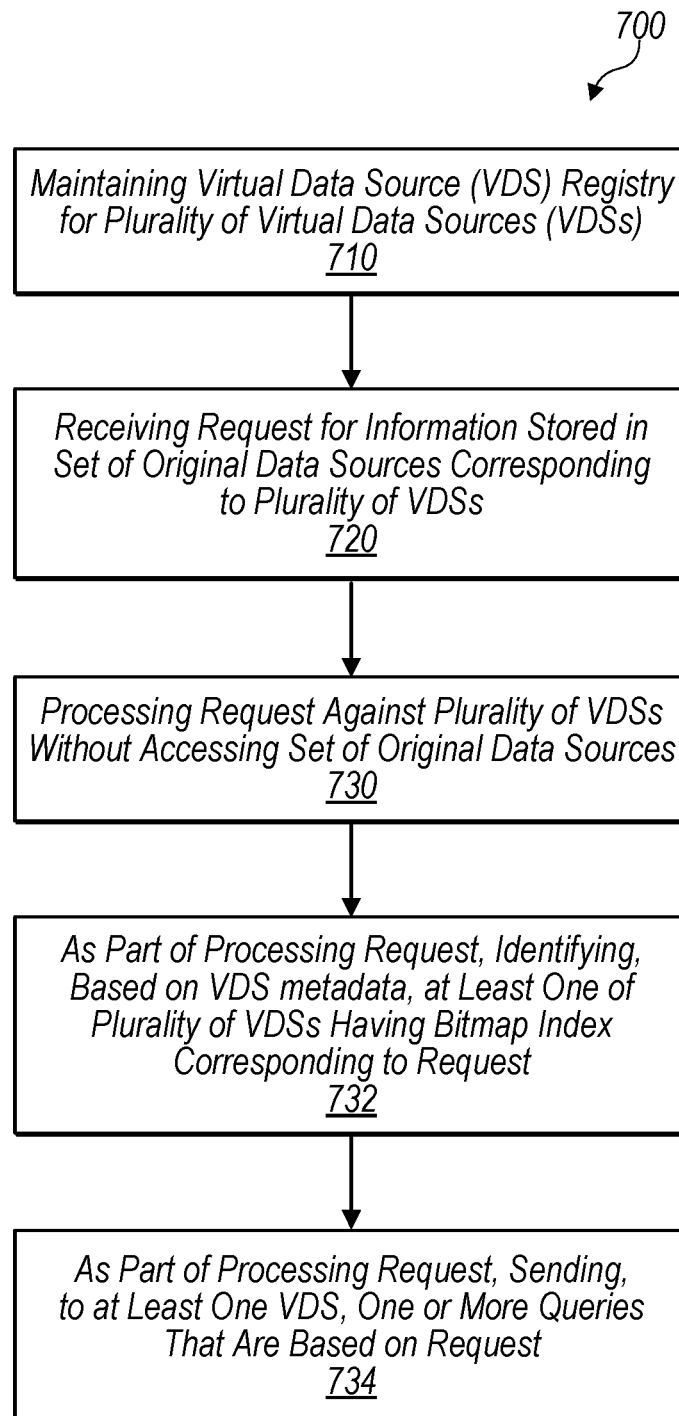 700
Maintaining Virtual Data Source (VDS) Registry
for Plurality of Virtual Data Sources (VDSs)
710
Receiving Request for Information Stored in
Set of Original Data Sources Corresponding
to Plurality of VDSs
720
Processing Request Against Plurality of VDSs
Without Accessing Set of Original Data Sources
730
As Part of Processing Request, Identifying,
Based on VDS metadata, at Least One of
Plurality of VDSs Having Bitmap Index
Corresponding to Request
732
As Part of Processing Request, Sending,
to at Least One VDS, One or More Queries
That Are Based on Request
734